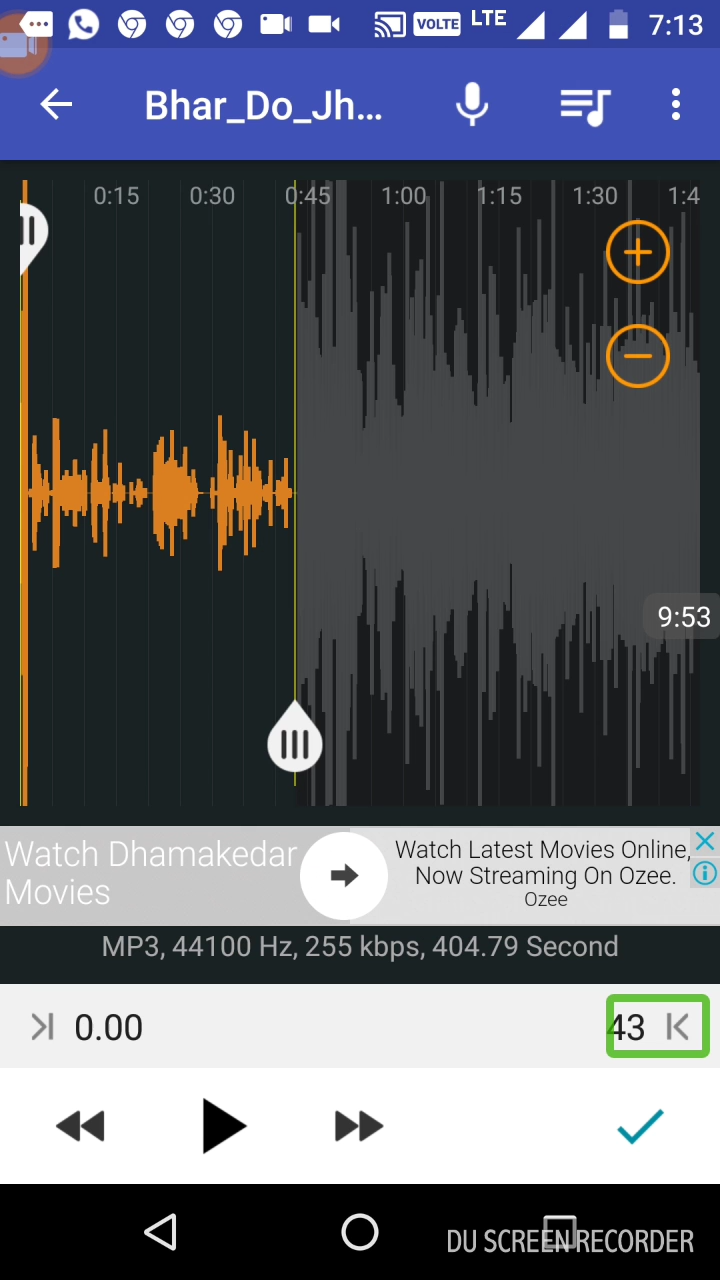 VOLTE LTE 7:13
Bhar_Do_Jh...
0:15 0:30 0:45 1:00 1:15 1:30 1:4
9:53
Watch Dhamakedar
Movies
Watch Latest Movies Online,
Now Streaming On Ozee.
Ozee
MP3, 44100 Hz, 255 kbps, 404.79 Second
0.00 43
DU SCREEN RECORDER